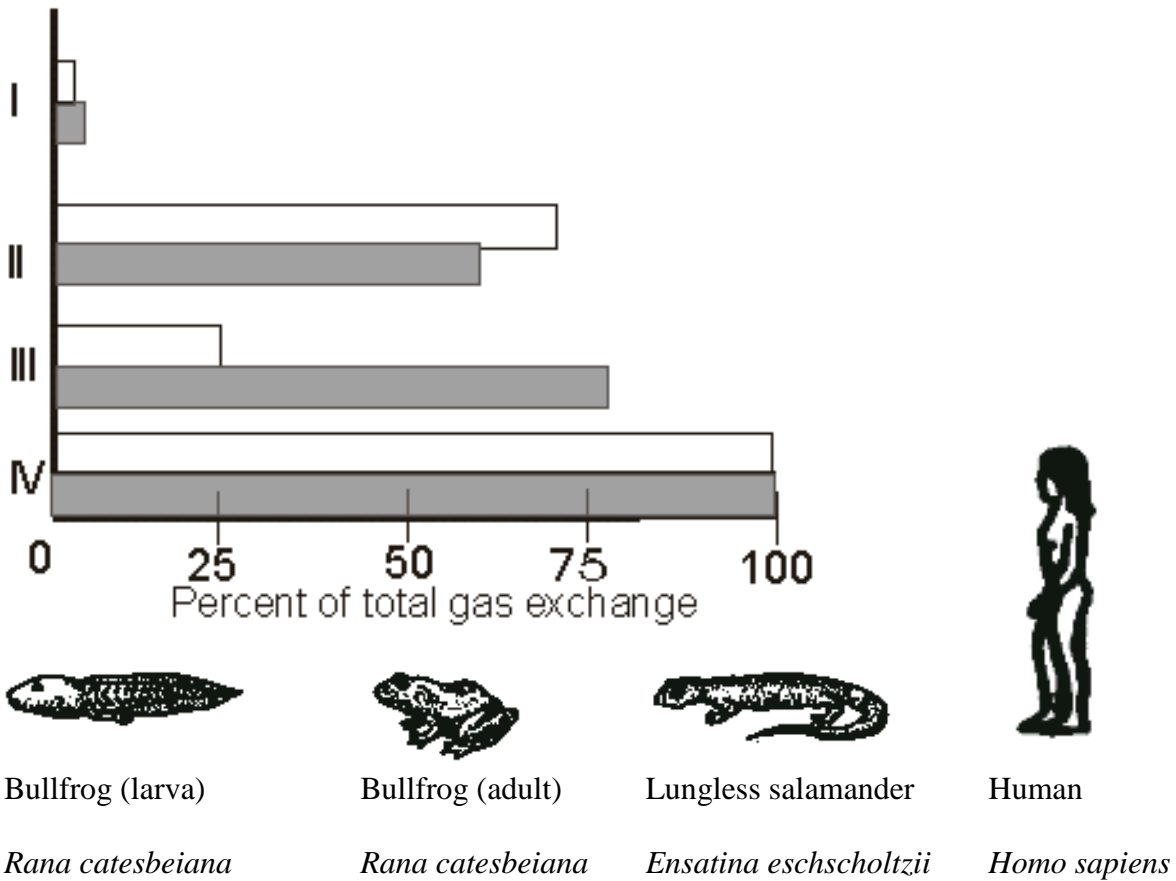 I
II
III
IV
0 25 50 75 100
Percent of total gas exchange
Bullfrog (larva) Bullfrog (adult) Lungless salamander Human
Rana catesbeiana Rana catesbeiana Ensatina eschscholtzii Homo sapiens